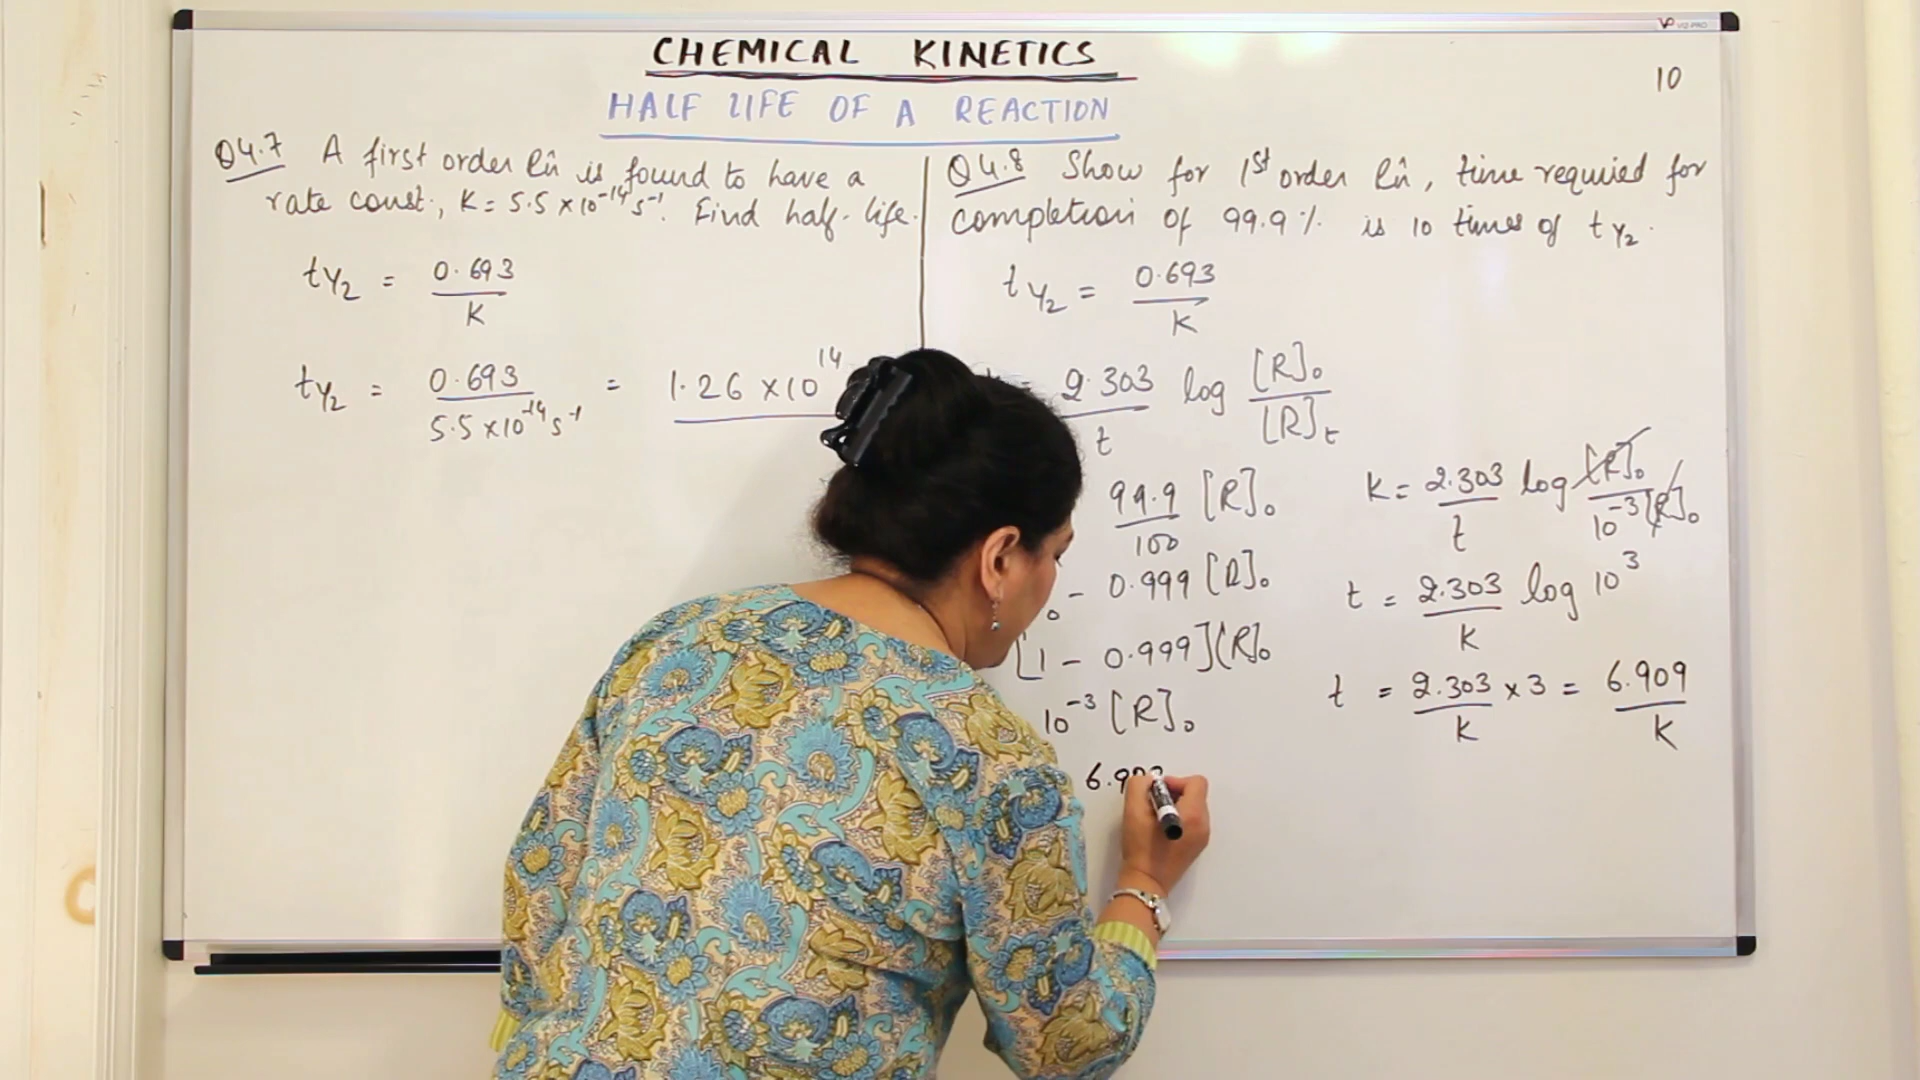 VIZ-PRO
CHEMICAL KINETICS
10
HALF LIFE OF A REACTION
Q4.7 A first order Rn̂ is found to have a
rate const., K = 5.5 × 10⁻¹⁴ s⁻¹. Find half-life.
t½ = 0.693 / K
t½ = 0.693 / 5.5 × 10⁻¹⁴ s⁻¹ = 1.26 × 10¹⁴
Q4.8 Show for 1st order Rn̂, time required for
completion of 99.9 % is 10 times of t½.
t½ = 0.693 / K
= 2.303 / t log [R]₀ / [R]t
99.9 / 100 [R]₀
₀ - 0.999 [R]₀
[1 - 0.999] [R]₀
10⁻³ [R]₀
6.9
K = 2.303 / t log [R]₀ / 10⁻³ [R]₀
t = 2.303 / K log 10³
t = 2.303 / K × 3 = 6.909 / K